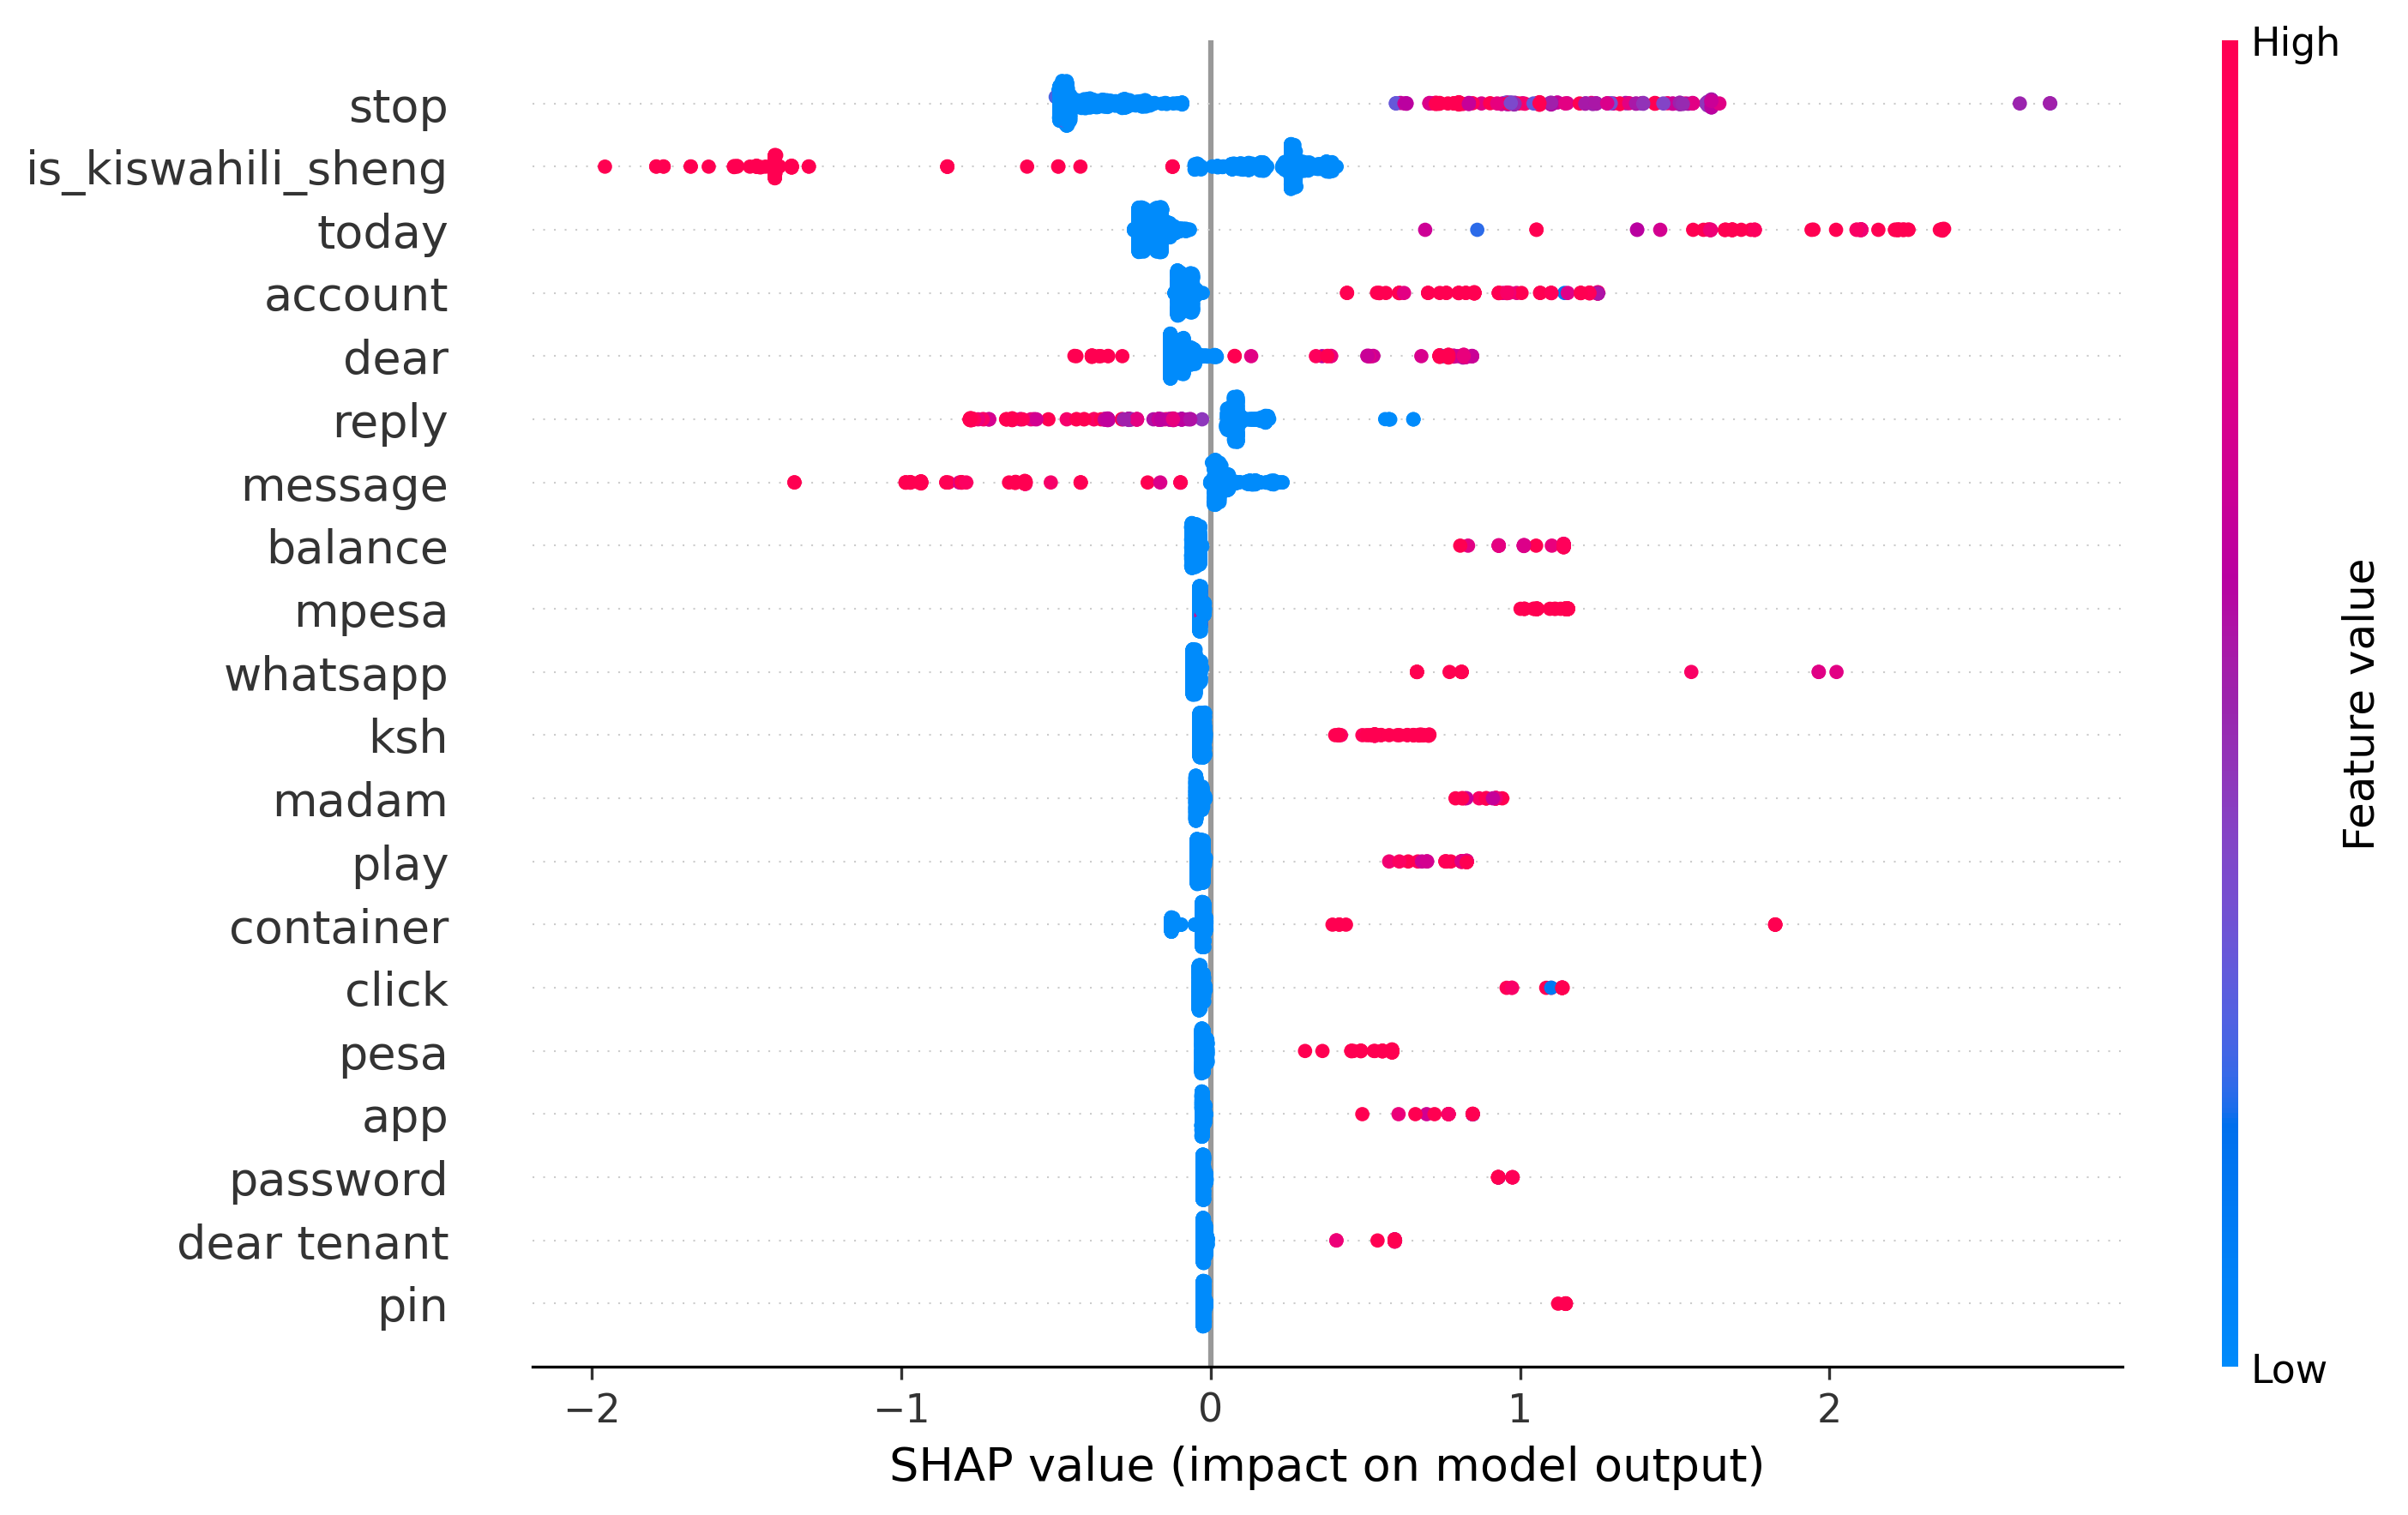 High
stop
is_kiswahili_sheng
today
account
dear
reply
message
balance
mpesa
whatsapp
ksh
madam
play
container
click
pesa
app
password
dear tenant
pin
Feature value
Low
−2 −1 0 1 2
SHAP value (impact on model output)